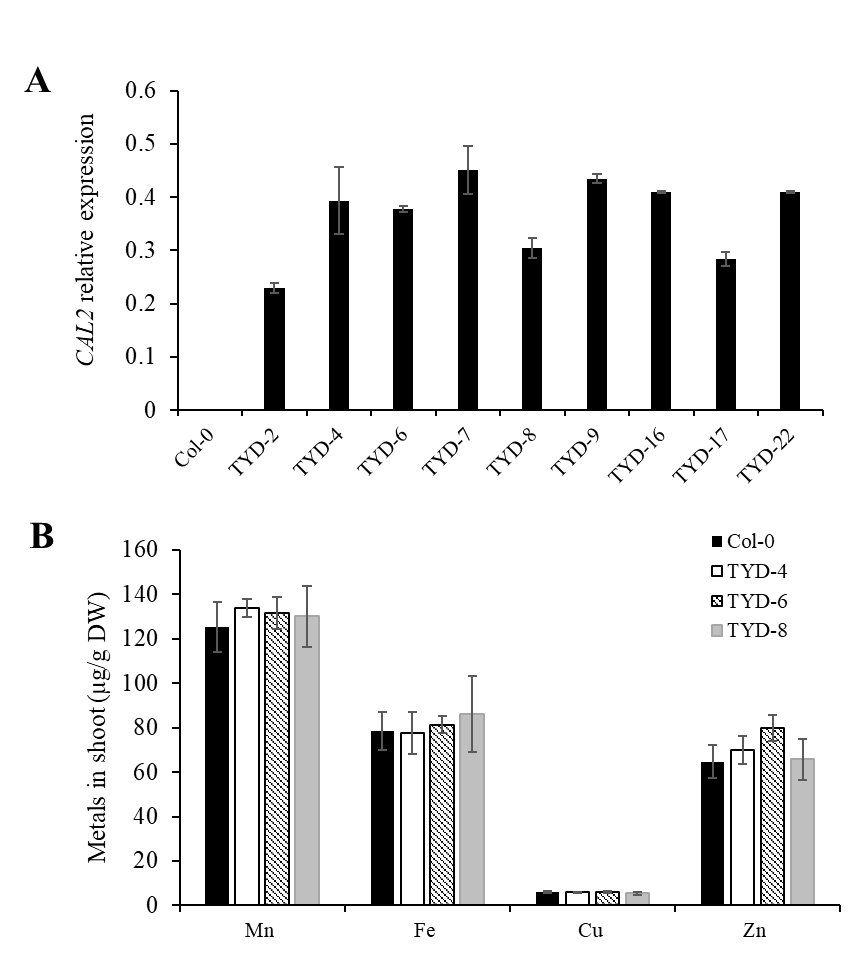 A
CAL2 relative expression
0.6
0.5
0.4
0.3
0.2
0.1
0
Col-0
TYD-2
TYD-4
TYD-6
TYD-7
TYD-8
TYD-9
TYD-16
TYD-17
TYD-22
B
Metals in shoot (μg/g DW)
160
140
120
100
80
60
40
20
0
Col-0
TYD-4
TYD-6
TYD-8
Mn
Fe
Cu
Zn